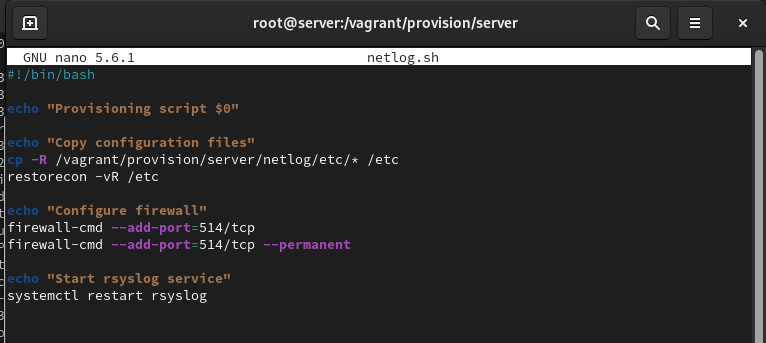 root@server:/vagrant/provision/server
GNU nano 5.6.1 netlog.sh
#!/bin/bash
echo "Provisioning script $0"
echo "Copy configuration files"
cp -R /vagrant/provision/server/netlog/etc/* /etc
restorecon -vR /etc
echo "Configure firewall"
firewall-cmd --add-port=514/tcp
firewall-cmd --add-port=514/tcp --permanent
echo "Start rsyslog service"
systemctl restart rsyslog